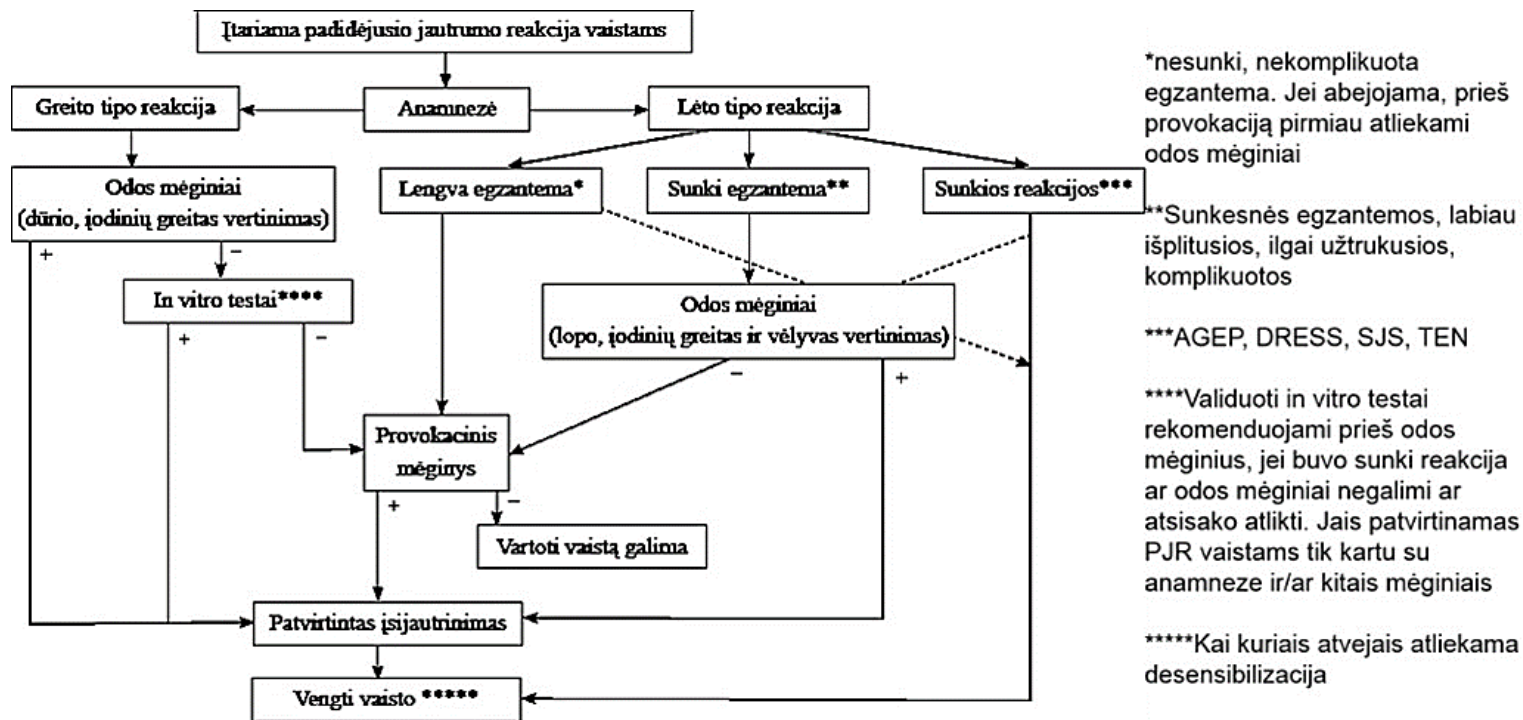 Įtariama padidėjusio jautrumo reakcija vaistams
Greito tipo reakcija
Anamnezė
Lėto tipo reakcija
Odos mėginiai
(dūrio, įodinių greitas vertinimas)
Lengva egzantema*
Sunki egzantema**
Sunkios reakcijos***
+
–
In vitro testai****
+
–
Odos mėginiai
(lopo, įodinių greitas ir vėlyvas vertinimas)
–
+
Provokacinis
mėginys
+
–
Vartoti vaistą galima
Patvirtintas įsijautrinimas
Vengti vaisto *****
*nesunki, nekomplikuota
egzantema. Jei abejojama, prieš
provokaciją pirmiau atliekami
odos mėginiai
**Sunkesnės egzantemos, labiau
išplitusios, ilgai užtrukusios,
komplikuotos
***AGEP, DRESS, SJS, TEN
****Validuoti in vitro testai
rekomenduojami prieš odos
mėginius, jei buvo sunki reakcija
ar odos mėginiai negalimi ar
atsisako atlikti. Jais patvirtinamas
PJR vaistams tik kartu su
anamneze ir/ar kitais mėginiais
*****Kai kuriais atvejais atliekama
desensibilizacija